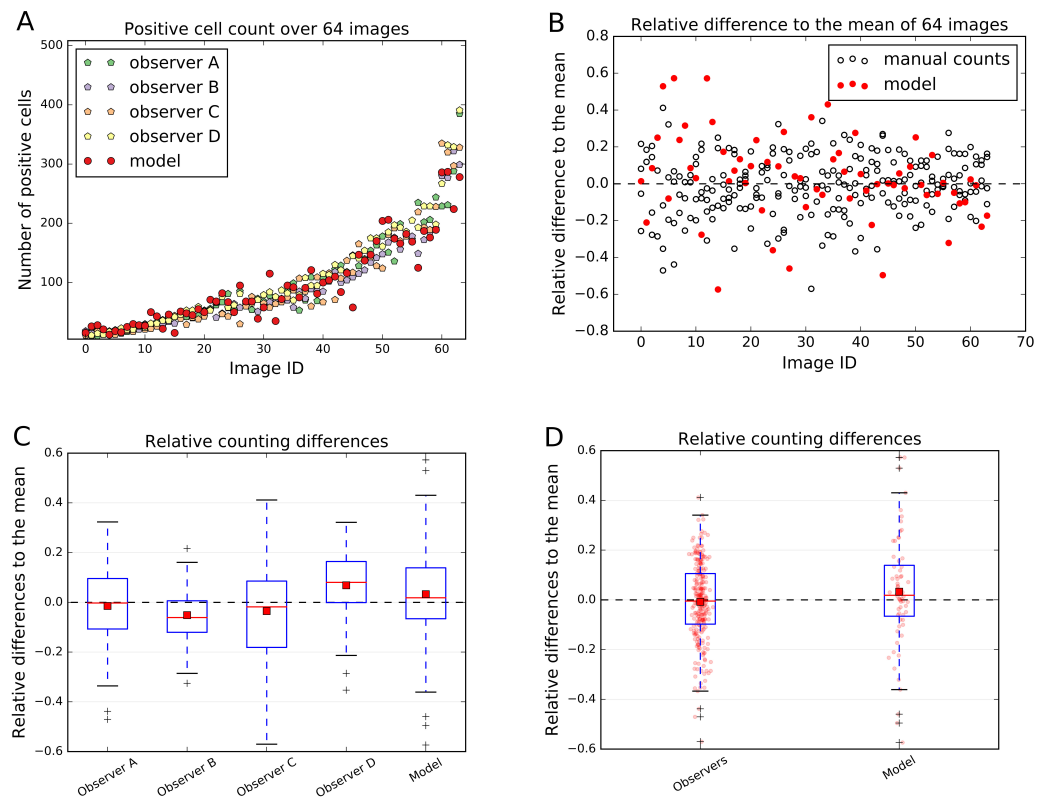 A
Positive cell count over 64 images
500
400
300
200
100
Number of positive cells
observer A
observer B
observer C
observer D
model
0 10 20 30 40 50 60
Image ID
B
Relative difference to the mean of 64 images
0.8
0.6
0.4
0.2
0.0
−0.2
−0.4
−0.6
−0.8
Relative difference to the mean
manual counts
model
0 10 20 30 40 50 60 70
Image ID
C
Relative counting differences
0.6
0.4
0.2
0.0
−0.2
−0.4
−0.6
Relative differences to the mean
Observer A
Observer B
Observer C
Observer D
Model
D
Relative counting differences
0.6
0.4
0.2
0.0
−0.2
−0.4
−0.6
Relative differences to the mean
Observers
Model